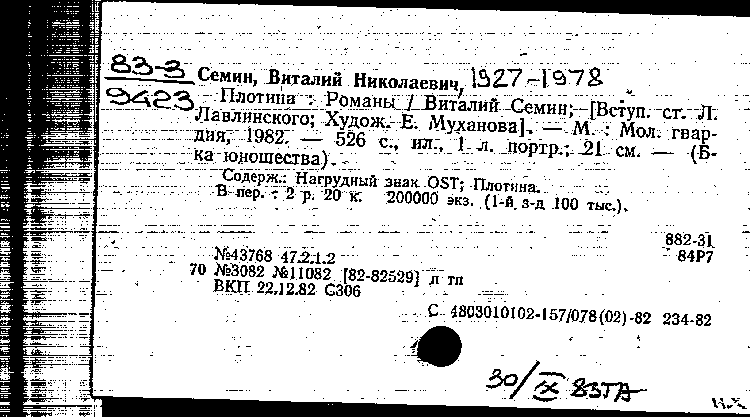 83-3
9423
Семин, Виталий Николаевич, 1927-1978
Плотина : Романы / Виталий Семин; [Вступ. ст. Л.
Лавлинского; Худож. Е. Муханова]. — М. : Мол. гвар-
дия, 1982. — 526 с., ил., 1 л. портр.; 21 см. — (Б-
ка юношества).
Содерж.: Нагрудный знак OST; Плотина.
В пер. : 2 р. 20 к. 200000 экз. (1-й з-д 100 тыс.).
882-31
84Р7
№43768 47.2.1.2
70 №3082 №11082 [82-82529] п тп
ВКП 22.12.82 С306
С 4803010102-157/078(02)-82 234-82
30/IX 83